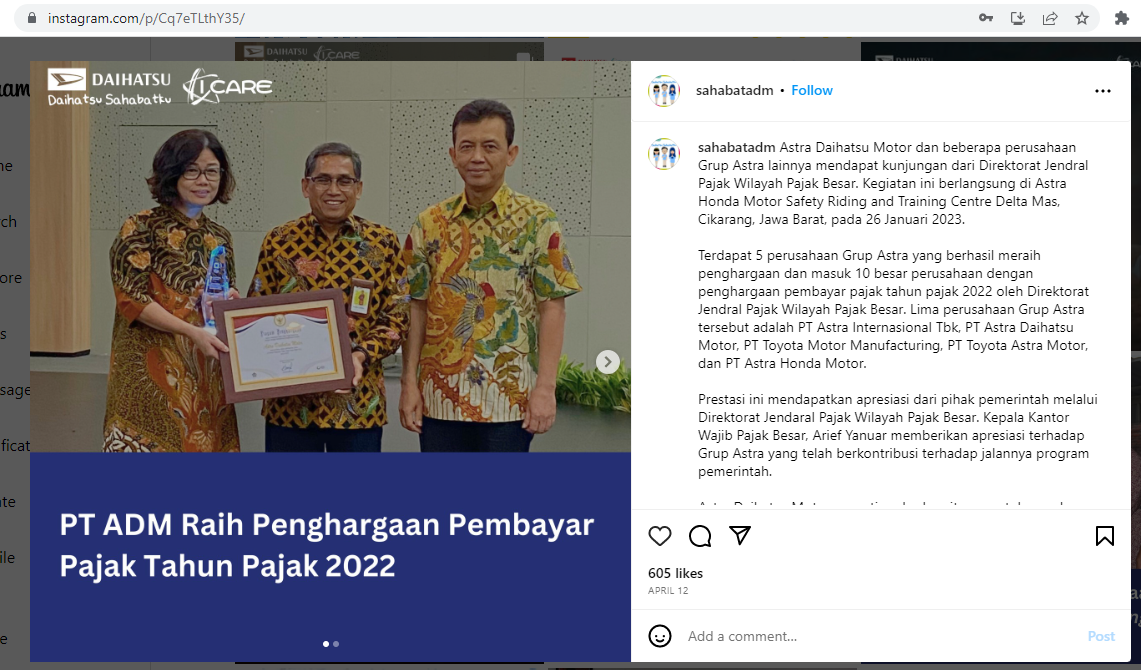 instagram.com/p/Cq7eTLthY35/
DAIHATSU
Daihatsu Sahabatku
iCARE
PT ADM Raih Penghargaan Pembayar
Pajak Tahun Pajak 2022
sahabatadm • Follow
sahabatadm Astra Daihatsu Motor dan beberapa perusahaan
Grup Astra lainnya mendapat kunjungan dari Direktorat Jendral
Pajak Wilayah Pajak Besar. Kegiatan ini berlangsung di Astra
Honda Motor Safety Riding and Training Centre Delta Mas,
Cikarang, Jawa Barat, pada 26 Januari 2023.
Terdapat 5 perusahaan Grup Astra yang berhasil meraih
penghargaan dan masuk 10 besar perusahaan dengan
penghargaan pembayar pajak tahun pajak 2022 oleh Direktorat
Jendral Pajak Wilayah Pajak Besar. Lima perusahaan Grup Astra
tersebut adalah PT Astra Internasional Tbk, PT Astra Daihatsu
Motor, PT Toyota Motor Manufacturing, PT Toyota Astra Motor,
dan PT Astra Honda Motor.
Prestasi ini mendapatkan apresiasi dari pihak pemerintah melalui
Direktorat Jendaral Pajak Wilayah Pajak Besar. Kepala Kantor
Wajib Pajak Besar, Arief Yanuar memberikan apresiasi terhadap
Grup Astra yang telah berkontribusi terhadap jalannya program
pemerintah.
605 likes
APRIL 12
Add a comment...
Post